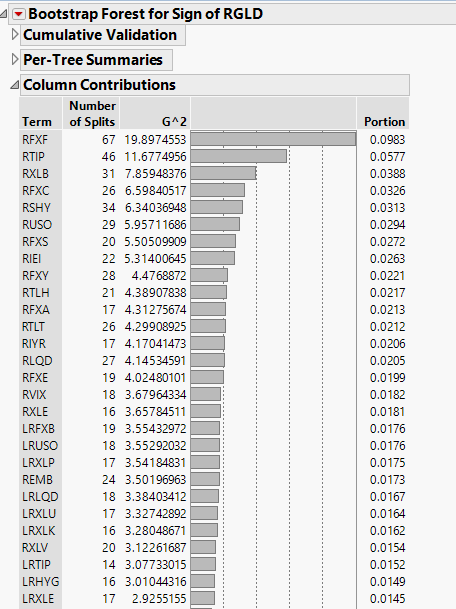 Bootstrap Forest for Sign of RGLD
Cumulative Validation
Per-Tree Summaries
Column Contributions
Term Number of Splits G^2 Portion
RFXF 67 19.8974553 0.0983
RTIP 46 11.6774956 0.0577
RXLB 31 7.85948376 0.0388
RFXC 26 6.59840517 0.0326
RSHY 34 6.34036948 0.0313
RUSO 29 5.95711686 0.0294
RFXS 20 5.50509909 0.0272
RIEI 22 5.31400645 0.0263
RFXY 28 4.4768872 0.0221
RTLH 21 4.38907838 0.0217
RFXA 17 4.31275674 0.0213
RTLT 26 4.29908925 0.0212
RIYR 17 4.17041473 0.0206
RLQD 27 4.14534591 0.0205
RFXE 19 4.02480101 0.0199
RVIX 18 3.67964334 0.0182
RXLE 16 3.65784511 0.0181
LRFXB 19 3.55432972 0.0176
LRUSO 18 3.55292032 0.0176
LRXLP 17 3.54184831 0.0175
REMB 24 3.50196963 0.0173
LRLQD 18 3.38403412 0.0167
LRXLU 17 3.32742892 0.0164
LRXLK 16 3.28048671 0.0162
RXLV 20 3.12261687 0.0154
LRTIP 14 3.07733015 0.0152
LRHYG 16 3.01044316 0.0149
LRXLE 17 2.9255155 0.0145